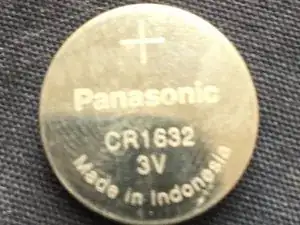 +
Panasonic
CR1632
3V
Made in Indonesia